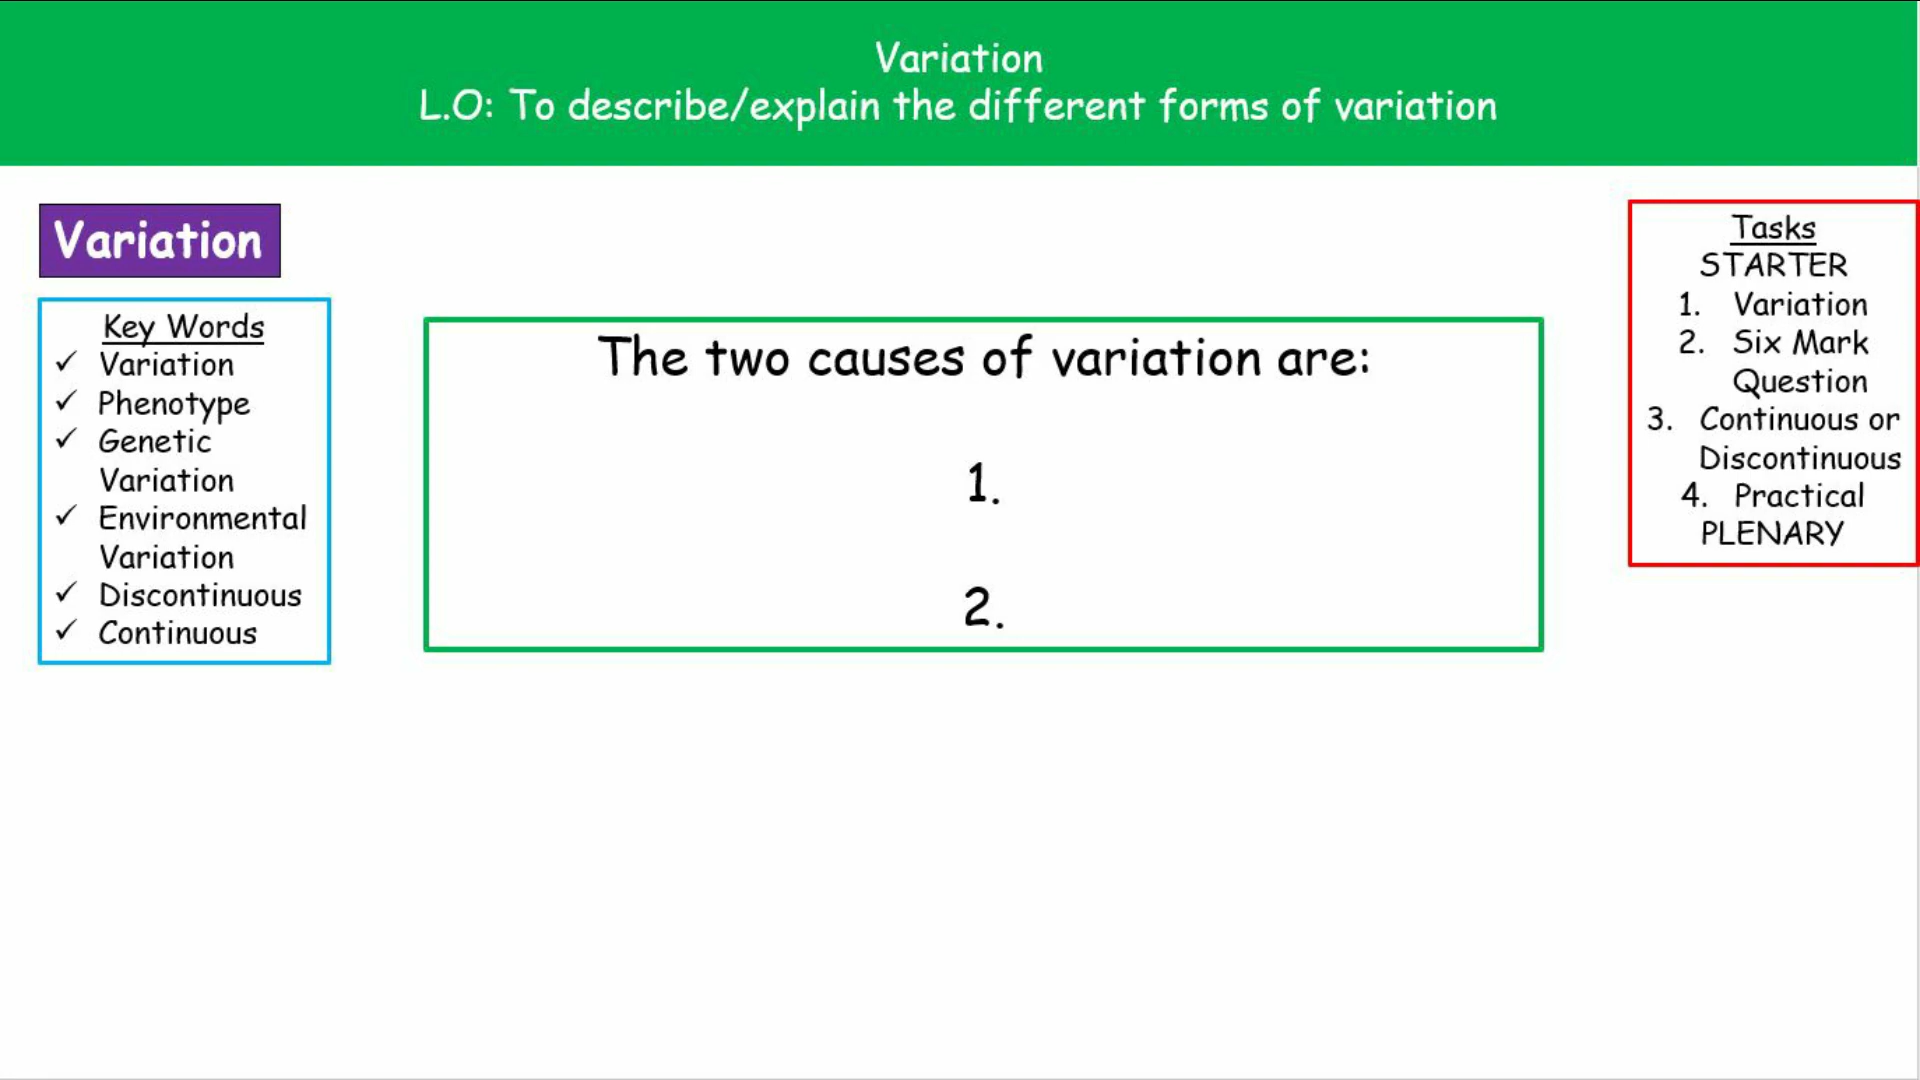 Variation
L.O: To describe/explain the different forms of variation
Variation
Key Words
✓ Variation
✓ Phenotype
✓ Genetic
Variation
✓ Environmental
Variation
✓ Discontinuous
✓ Continuous
The two causes of variation are:
1.
2.
Tasks
STARTER
1. Variation
2. Six Mark
Question
3. Continuous or
Discontinuous
4. Practical
PLENARY